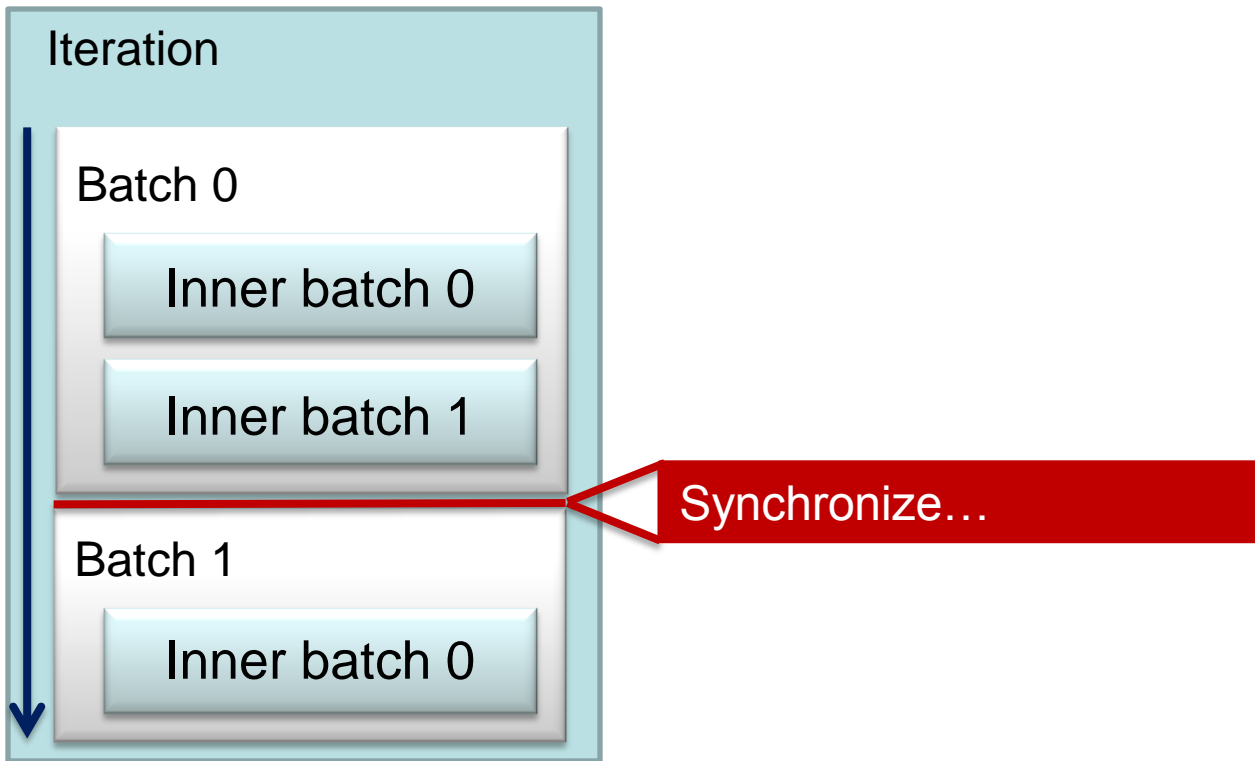 Iteration
Batch 0
Inner batch 0
Inner batch 1
Synchronize…
Batch 1
Inner batch 0